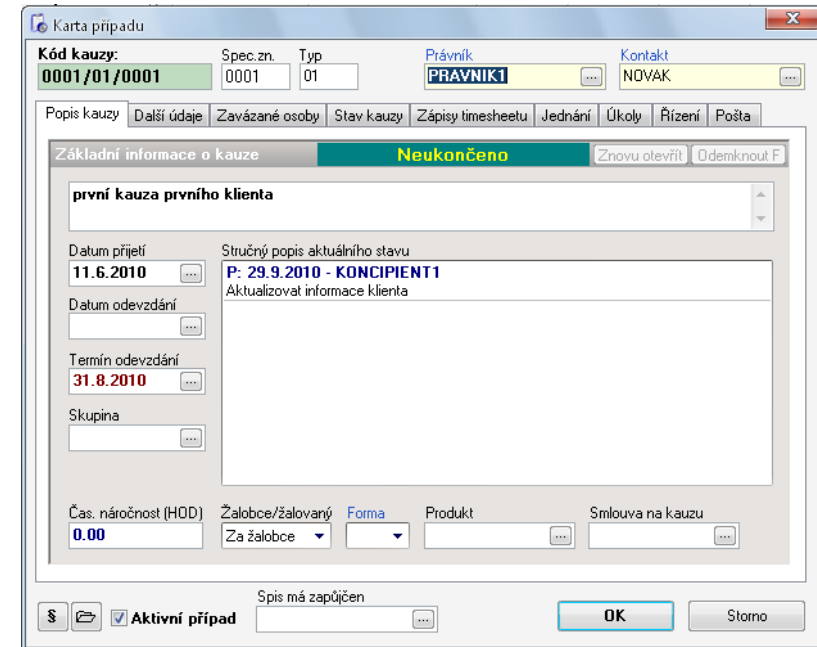 Karta případu
Kód kauzy: Spec.zn. Typ Právník Kontakt
0001/01/0001 0001 01 PRAVNIK1 ... NOVAK ...
Popis kauzy Další údaje Zavázané osoby Stav kauzy Zápisy timesheetu Jednání Úkoly Řízení Pošta
Základní informace o kauze Neukončeno Znovu otevřít Odemknout F
první kauza prvního klienta
Datum přijetí Stručný popis aktuálního stavu
11.6.2010 ... P: 29.9.2010 - KONCIPIENT1
Aktualizovat informace klienta
Datum odevzdání
...
Termín odevzdání
31.8.2010 ...
Skupina
...
Čas. náročnost (HOD) Žalobce/žalovaný Forma Produkt Smlouva na kauzu
0.00 Za žalobce ... ...
Spis má zapůjčen
§ Aktivní případ ... OK Storno